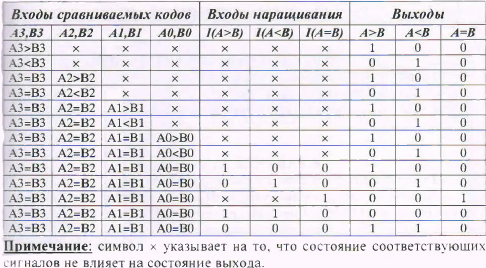 Входы сравниваемых кодов Входы наращивания Выходы
A3,B3 A2,B2 A1,B1 A0,B0 I(A>B) I(A<B) I(A=B) A>B A<B A=B
A3>B3 × × × × × × 1 0 0
A3<B3 × × × × × × 0 1 0
A3=B3 A2>B2 × × × × × 1 0 0
A3=B3 A2<B2 × × × × × 0 1 0
A3=B3 A2=B2 A1>B1 × × × × 1 0 0
A3=B3 A2=B2 A1<B1 × × × × 0 1 0
A3=B3 A2=B2 A1=B1 A0>B0 × × × 1 0 0
A3=B3 A2=B2 A1=B1 A0<B0 × × × 0 1 0
A3=B3 A2=B2 A1=B1 A0=B0 1 0 0 1 0 0
A3=B3 A2=B2 A1=B1 A0=B0 0 1 0 0 1 0
A3=B3 A2=B2 A1=B1 A0=B0 × × 1 0 0 1
A3=B3 A2=B2 A1=B1 A0=B0 1 1 0 0 0 0
A3=B3 A2=B2 A1=B1 A0=B0 0 0 0 1 1 0
Примечание: символ × указывает на то, что состояние соответствующих
сигналов не влияет на состояние выхода.